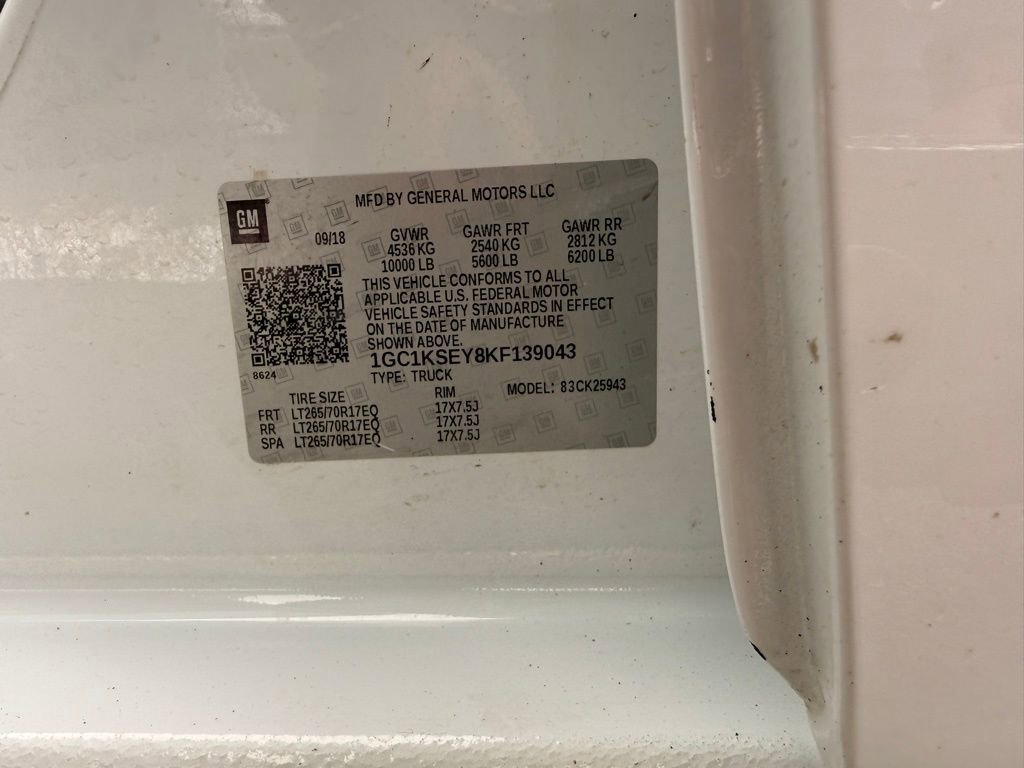 MFD BY GENERAL MOTORS LLC
GM
09/18
GVWR GAWR FRT GAWR RR
4536 KG 2540 KG 2812 KG
10000 LB 5600 LB 6200 LB
THIS VEHICLE CONFORMS TO ALL
APPLICABLE U.S. FEDERAL MOTOR
VEHICLE SAFETY STANDARDS IN EFFECT
ON THE DATE OF MANUFACTURE
SHOWN ABOVE.
1GC1KSEY8KF139043
8624
TYPE: TRUCK
MODEL: 83CK25943
TIRE SIZE RIM
FRT LT265/70R17EQ 17X7.5J
RR LT265/70R17EQ 17X7.5J
SPA LT265/70R17EQ 17X7.5J